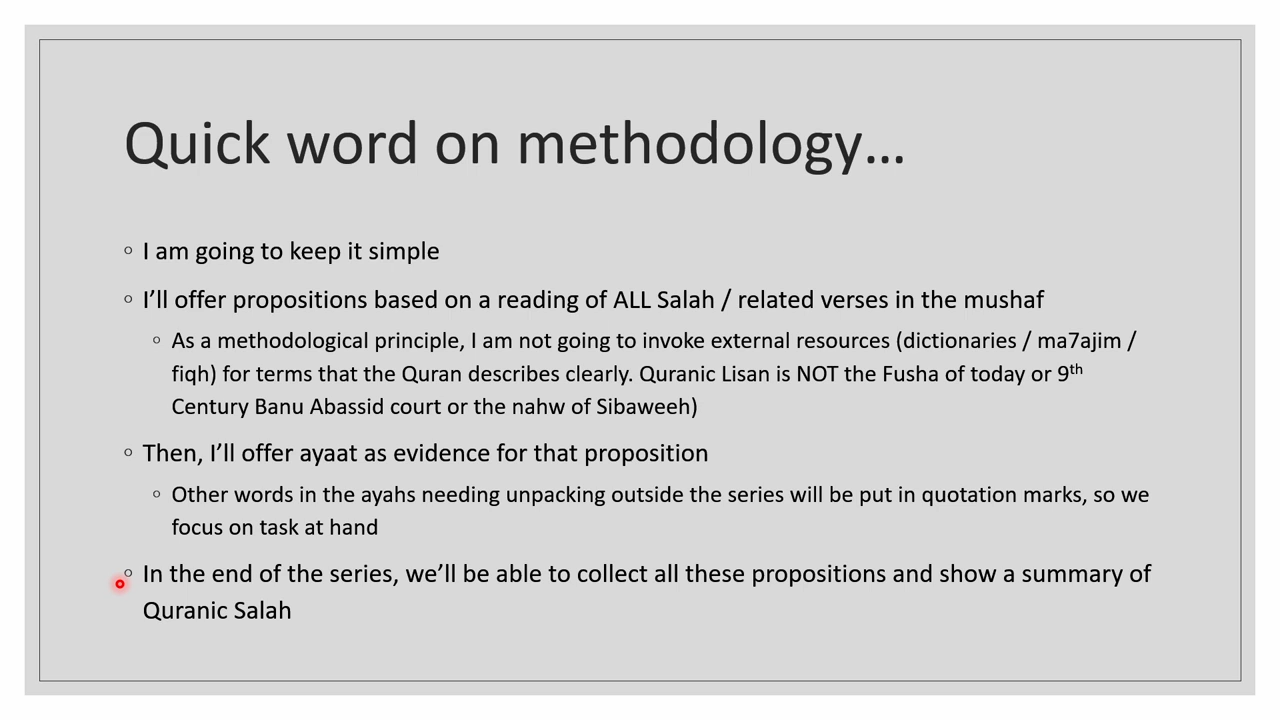 Quick word on methodology…
◦ I am going to keep it simple
◦ I’ll offer propositions based on a reading of ALL Salah / related verses in the mushaf
◦ As a methodological principle, I am not going to invoke external resources (dictionaries / ma7ajim /
fiqh) for terms that the Quran describes clearly. Quranic Lisan is NOT the Fusha of today or 9th
Century Banu Abassid court or the nahw of Sibaweeh)
◦ Then, I’ll offer ayaat as evidence for that proposition
◦ Other words in the ayahs needing unpacking outside the series will be put in quotation marks, so we
focus on task at hand
◦ In the end of the series, we’ll be able to collect all these propositions and show a summary of
Quranic Salah